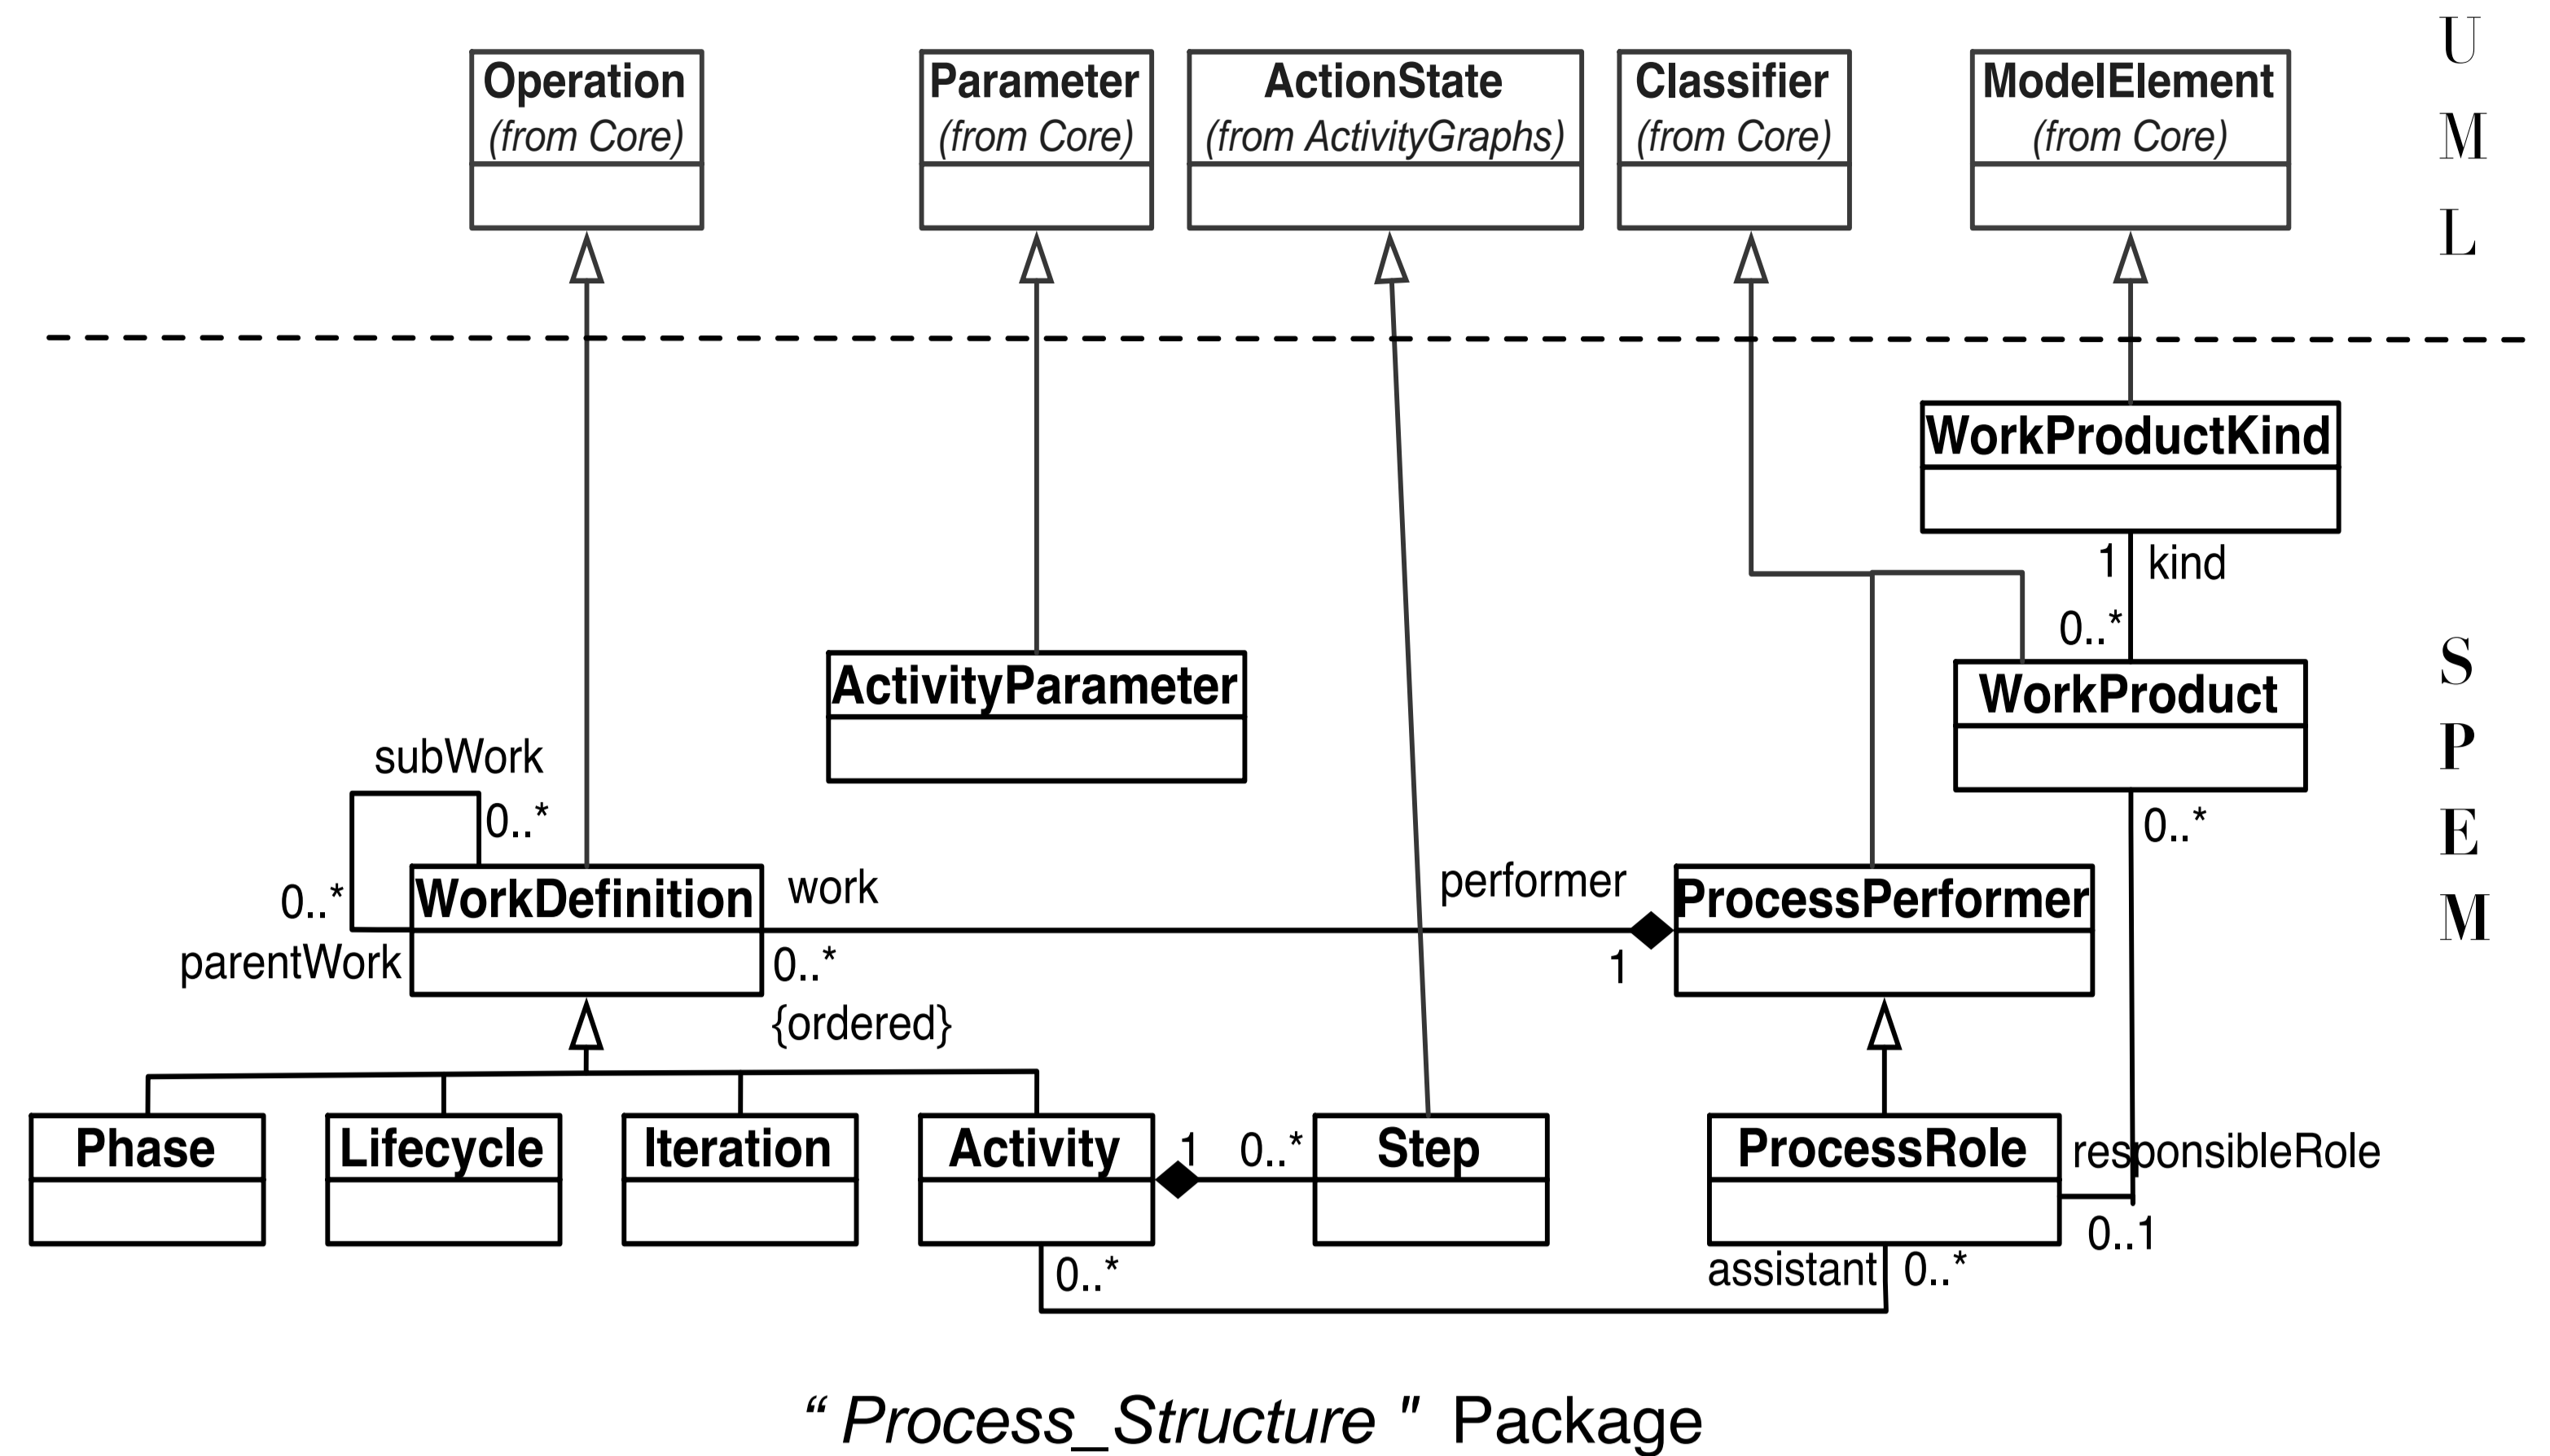 Operation
(from Core)
Parameter
(from Core)
ActionState
(from ActivityGraphs)
Classifier
(from Core)
ModelElement
(from Core)
U
M
L
WorkProductKind
1 kind
0..*
ActivityParameter
WorkProduct
0..*
S
P
E
M
subWork
0..*
0..*
parentWork
WorkDefinition
work
0..*
{ordered}
performer
1
ProcessPerformer
Phase
Lifecycle
Iteration
Activity
1 0..*
Step
ProcessRole
responsibleRole
0..1
0..*
assistant 0..*
“ Process_Structure " Package